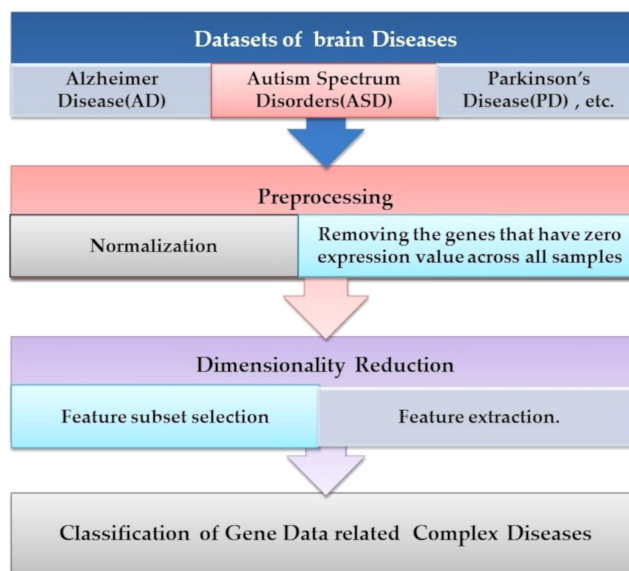 Datasets of brain Diseases
Alzheimer
Disease(AD)
Autism Spectrum
Disorders(ASD)
Parkinson's
Disease(PD) , etc.
Preprocessing
Normalization
Removing the genes that have zero
expression value across all samples
Dimensionality Reduction
Feature subset selection
Feature extraction.
Classification of Gene Data related Complex Diseases